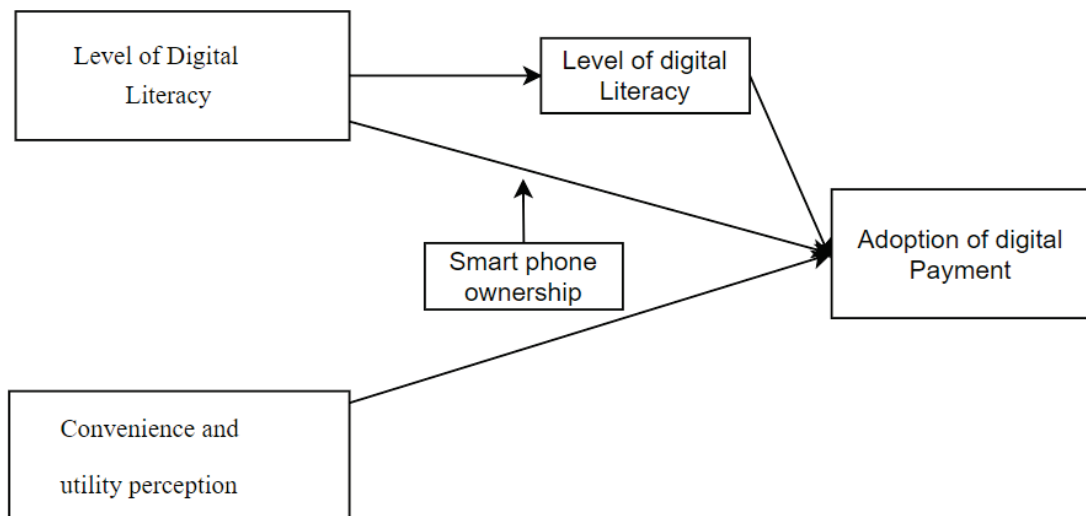 Level of Digital
Literacy
Level of digital
Literacy
Smart phone
ownership
Adoption of digital
Payment
Convenience and
utility perception